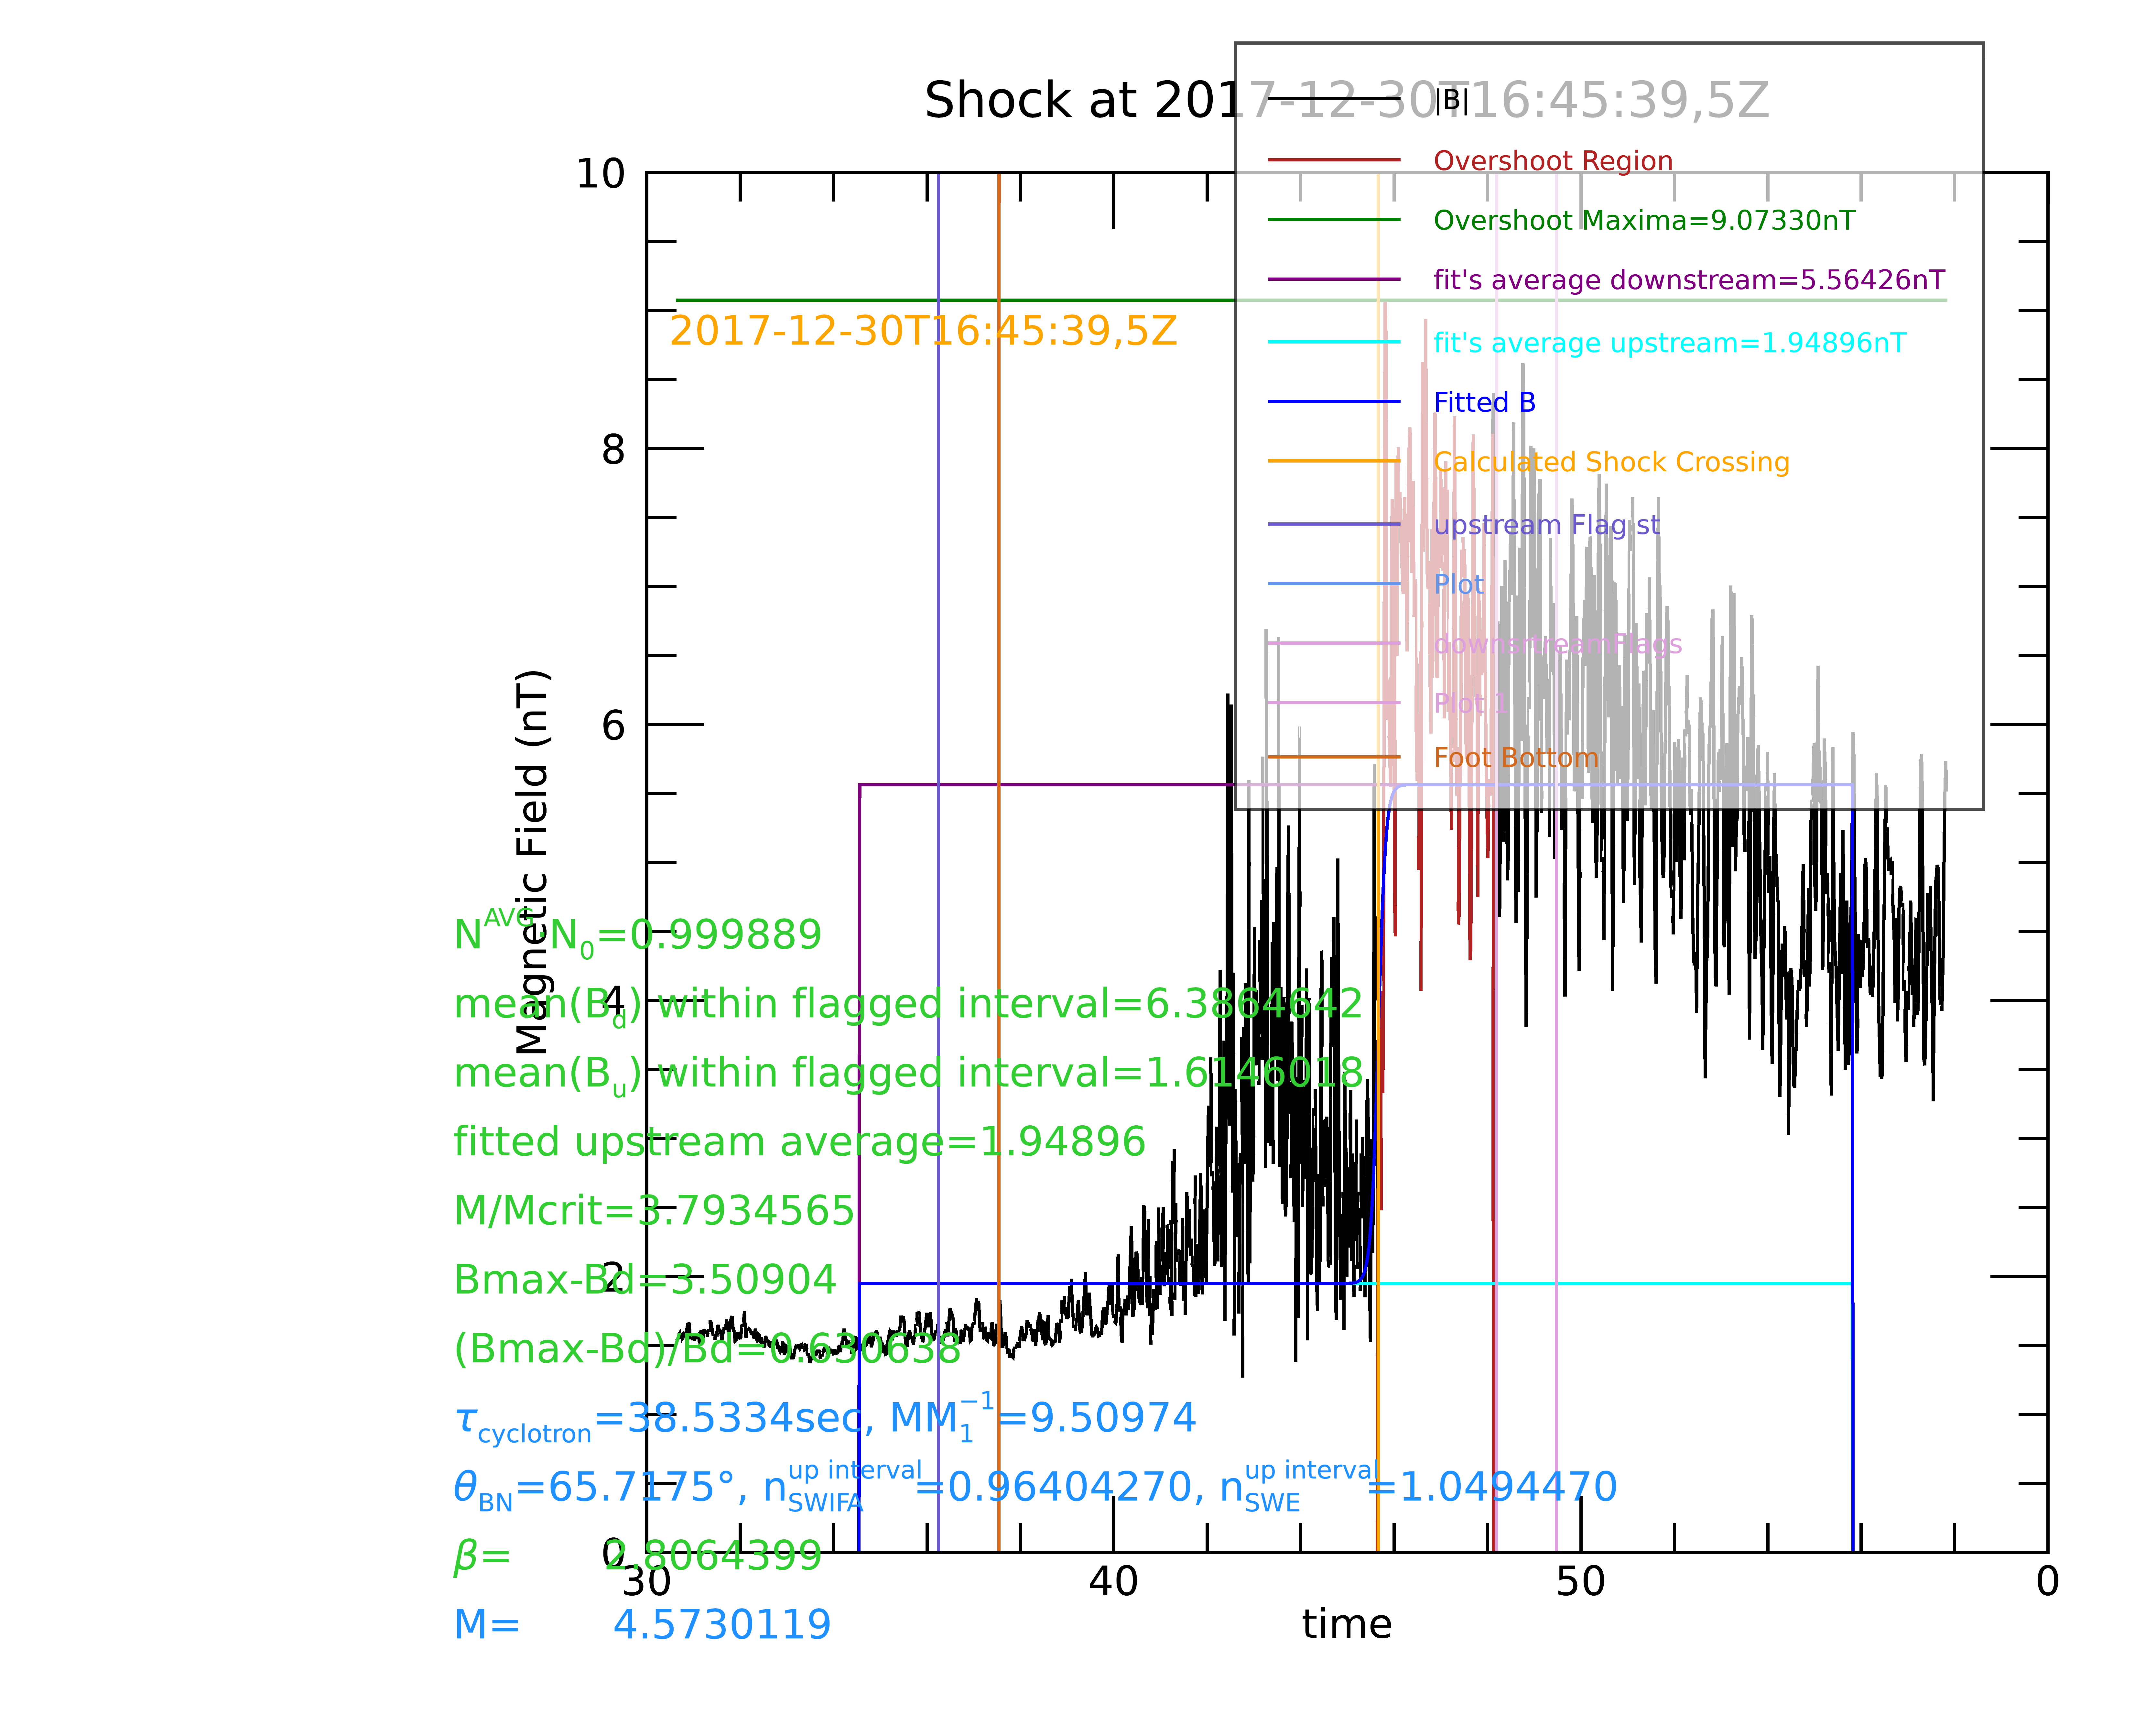 Shock at 2017-12-30T16:45:39,5Z
|B|
Overshoot Region
Overshoot Maxima=9.07330nT
fit's average downstream=5.56426nT
fit's average upstream=1.94896nT
Fitted B
Calculated Shock Crossing
upstream Flag st
Plot
downstreamFlags
Plot 1
Foot Bottom
2017-12-30T16:45:39,5Z
10
8
6
4
2
0
Magnetic Field (nT)
N^AVG·N_0=0.999889
mean(B_d) within flagged interval=6.3864642
mean(B_u) within flagged interval=1.6146018
fitted upstream average=1.94896
M/Mcrit=3.7934565
Bmax-Bd=3.50904
(Bmax-Bd)/Bd=0.630638
τ_cyclotron=38.5334sec, MM_1^−1=9.50974
θ_BN=65.7175°, n_SWIFA^up interval=0.96404270, n_SWE^up interval=1.0494470
β= 2.8064399
M= 4.5730119
30 40 50 0
time